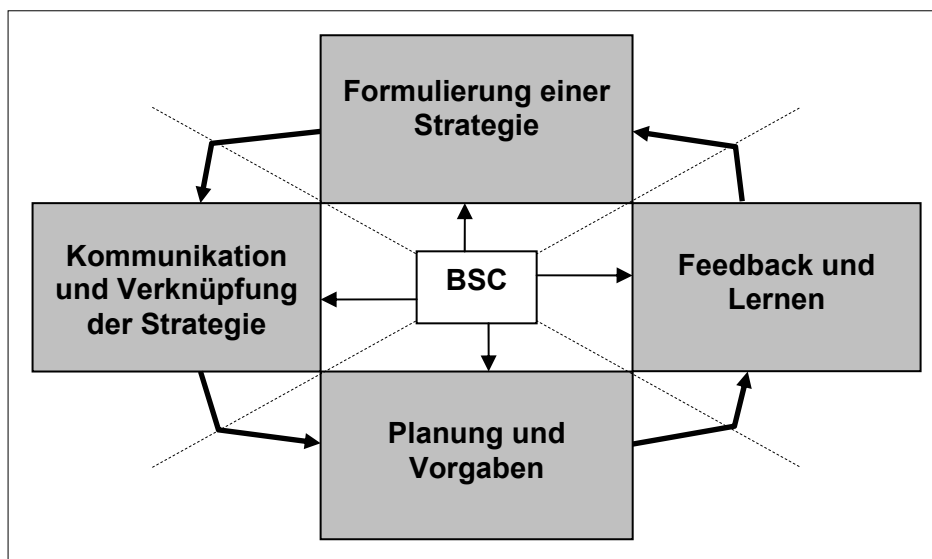 Formulierung einer
Strategie
Kommunikation
und Verknüpfung
der Strategie
BSC
Feedback und
Lernen
Planung und
Vorgaben